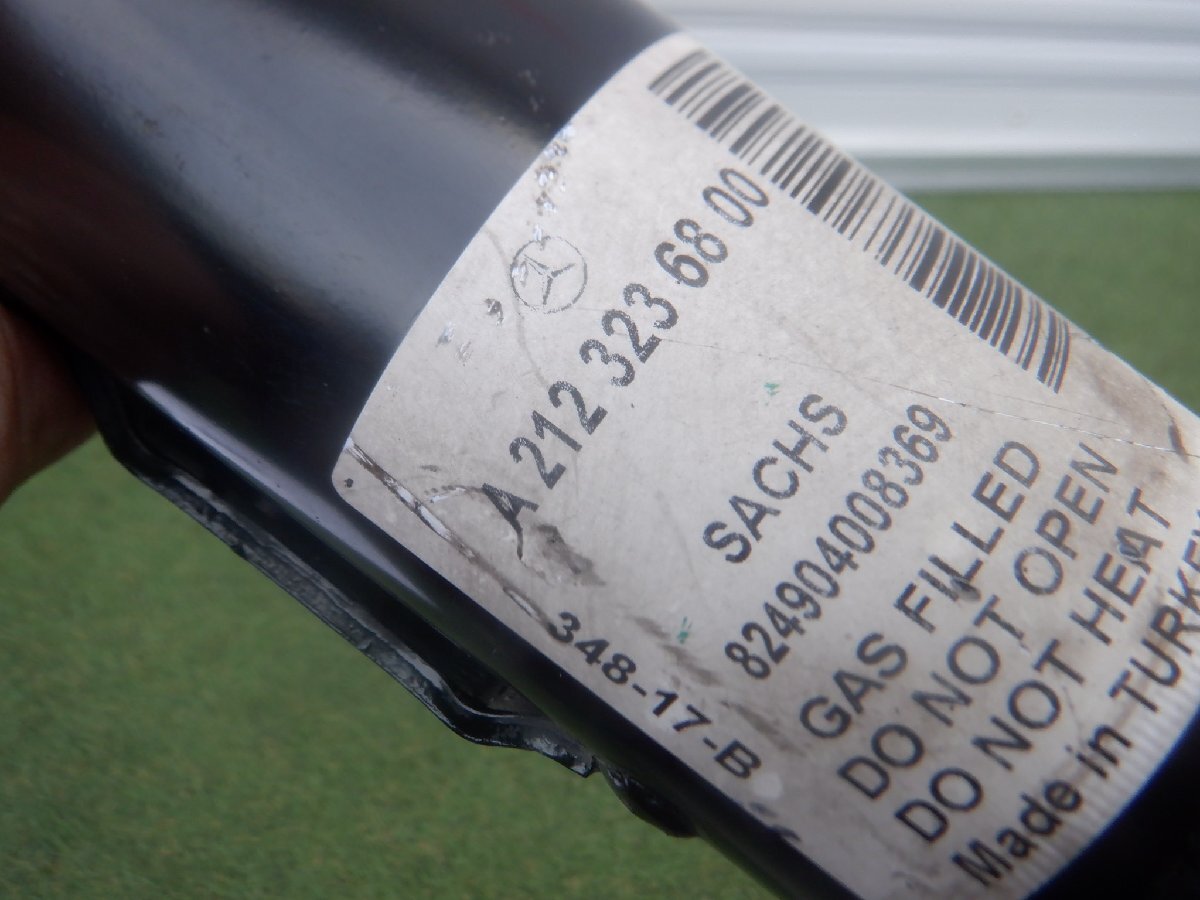 A 212 323 68 00
SACHS
824904008369
GAS FILLED
DO NOT OPEN
DO NOT HEAT
Made in TURKEY
348-17-B